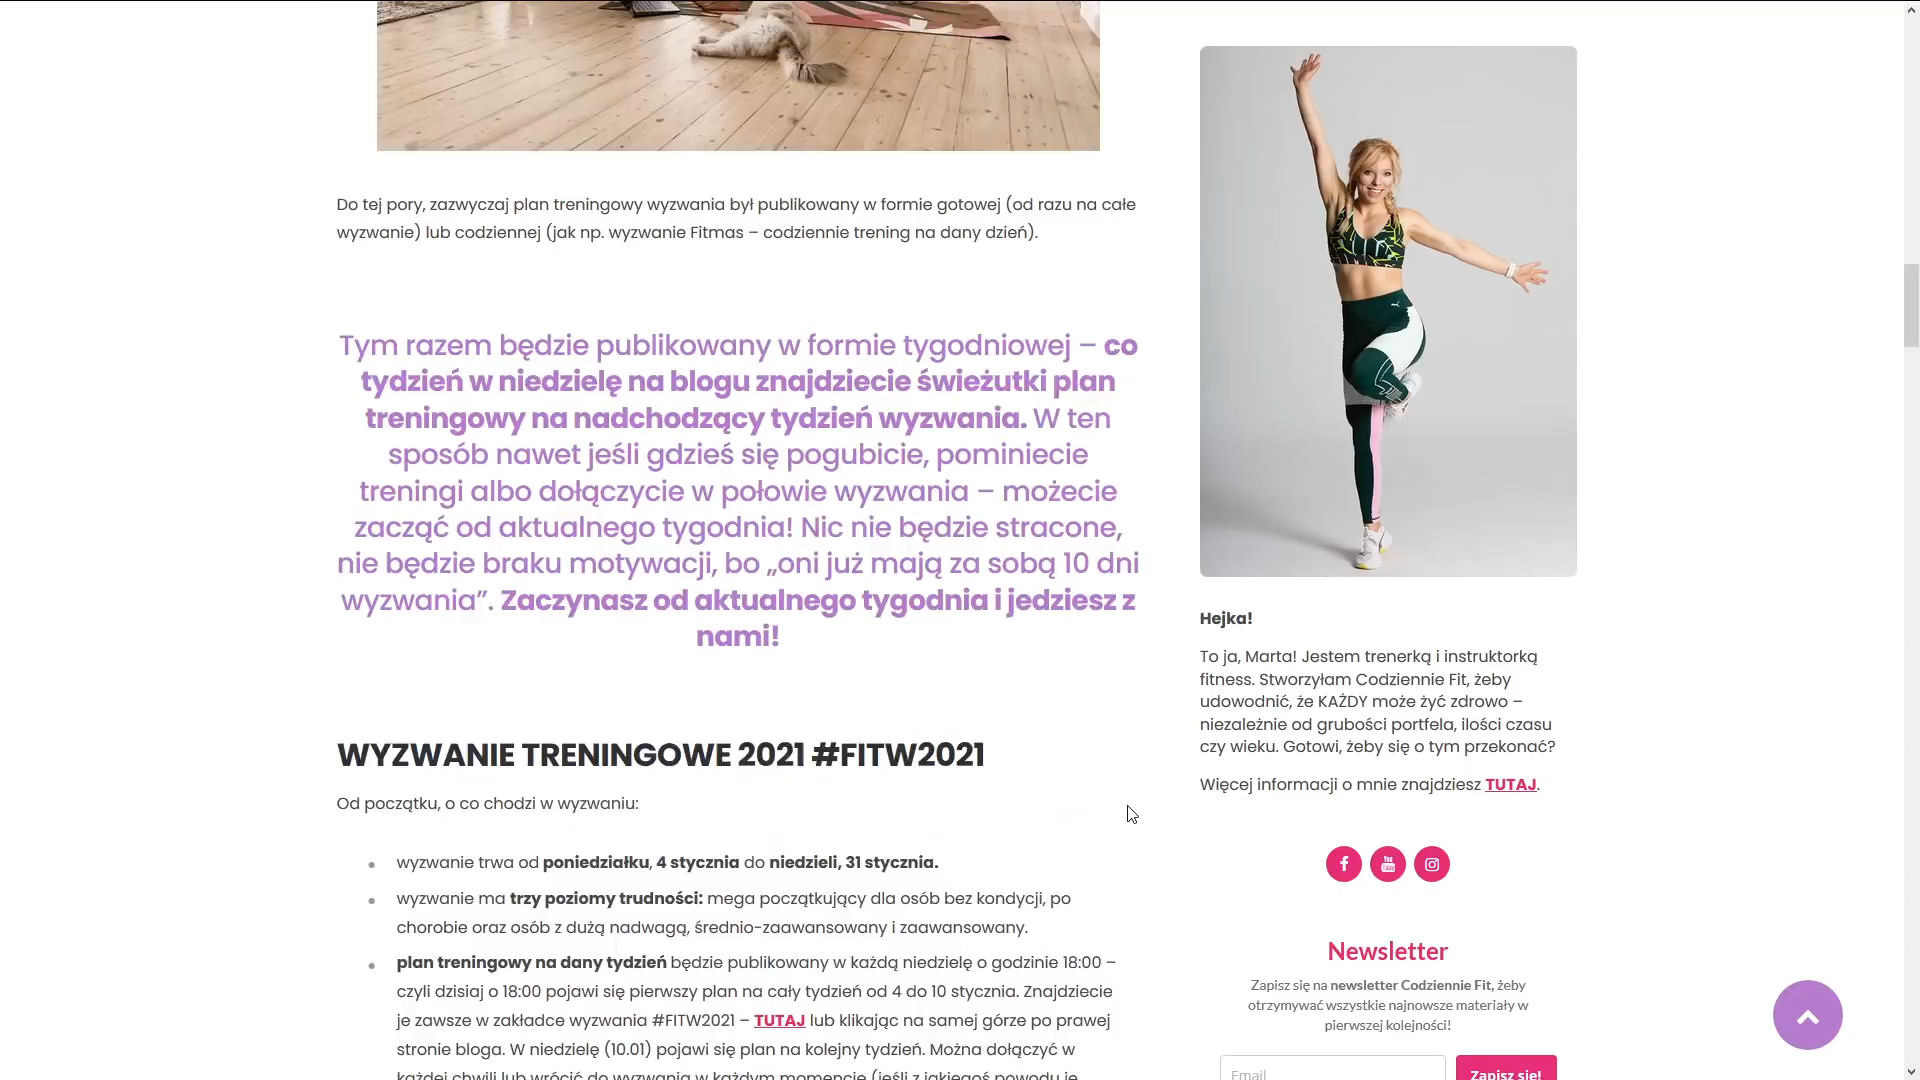 Do tej pory, zazwyczaj plan treningowy wyzwania był publikowany w formie gotowej (od razu na całe
wyzwanie) lub codziennej (jak np. wyzwanie Fitmas – codziennie trening na dany dzień).
Tym razem będzie publikowany w formie tygodniowej – co
tydzień w niedzielę na blogu znajdziecie świeżutki plan
treningowy na nadchodzący tydzień wyzwania. W ten
sposób nawet jeśli gdzieś się pogubicie, pominiecie
treningi albo dołączycie w połowie wyzwania – możecie
zacząć od aktualnego tygodnia! Nic nie będzie stracone,
nie będzie braku motywacji, bo „oni już mają za sobą 10 dni
wyzwania”. Zaczynasz od aktualnego tygodnia i jedziesz z
nami!
WYZWANIE TRENINGOWE 2021 #FITW2021
Od początku, o co chodzi w wyzwaniu:
wyzwanie trwa od poniedziałku, 4 stycznia do niedzieli, 31 stycznia.
wyzwanie ma trzy poziomy trudności: mega początkujący dla osób bez kondycji, po
chorobie oraz osób z dużą nadwagą, średnio-zaawansowany i zaawansowany.
plan treningowy na dany tydzień będzie publikowany w każdą niedzielę o godzinie 18:00 –
czyli dzisiaj o 18:00 pojawi się pierwszy plan na cały tydzień od 4 do 10 stycznia. Znajdziecie
je zawsze w zakładce wyzwania #FITW2021 – TUTAJ lub klikając na samej górze po prawej
stronie bloga. W niedzielę (10.01) pojawi się plan na kolejny tydzień. Można dołączyć w
każdej chwili lub wrócić do wyzwania w każdym momencie (jeśli z jakiegoś powodu je
Hejka!
To ja, Marta! Jestem trenerką i instruktorką
fitness. Stworzyłam Codziennie Fit, żeby
udowodnić, że KAŻDY może żyć zdrowo –
niezależnie od grubości portfela, ilości czasu
czy wieku. Gotowi, żeby się o tym przekonać?
Więcej informacji o mnie znajdziesz TUTAJ.
Newsletter
Zapisz się na newsletter Codziennie Fit, żeby
otrzymywać wszystkie najnowsze materiały w
pierwszej kolejności!
Email
Zapisz się!